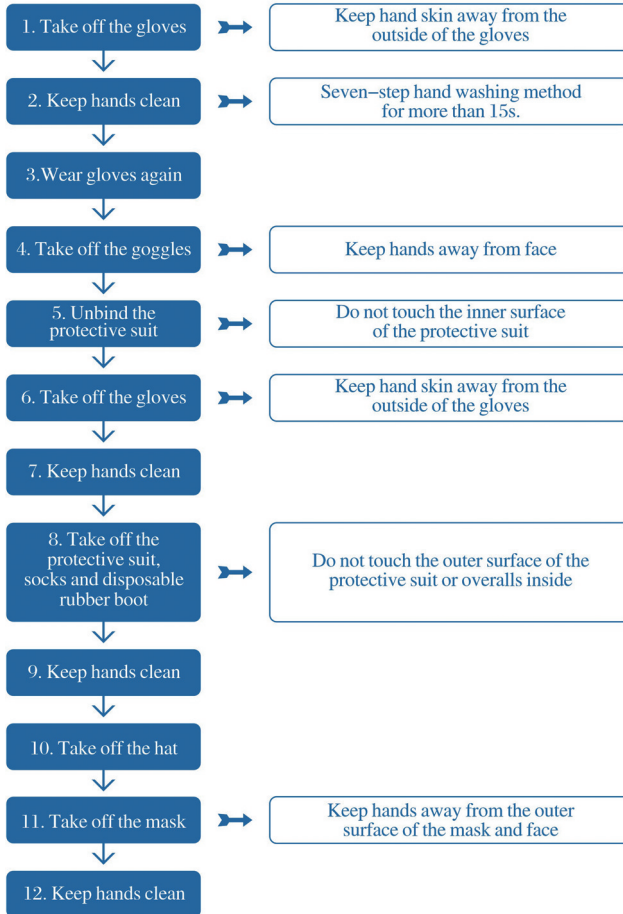 1. Take off the gloves
Keep hand skin away from the
outside of the gloves
2. Keep hands clean
Seven-step hand washing method
for more than 15s.
3.Wear gloves again
4. Take off the goggles
Keep hands away from face
5. Unbind the
protective suit
Do not touch the inner surface
of the protective suit
6. Take off the gloves
Keep hand skin away from the
outside of the gloves
7. Keep hands clean
8. Take off the
protective suit,
socks and disposable
rubber boot
Do not touch the outer surface of the
protective suit or overalls inside
9. Keep hands clean
10. Take off the hat
11. Take off the mask
Keep hands away from the outer
surface of the mask and face
12. Keep hands clean